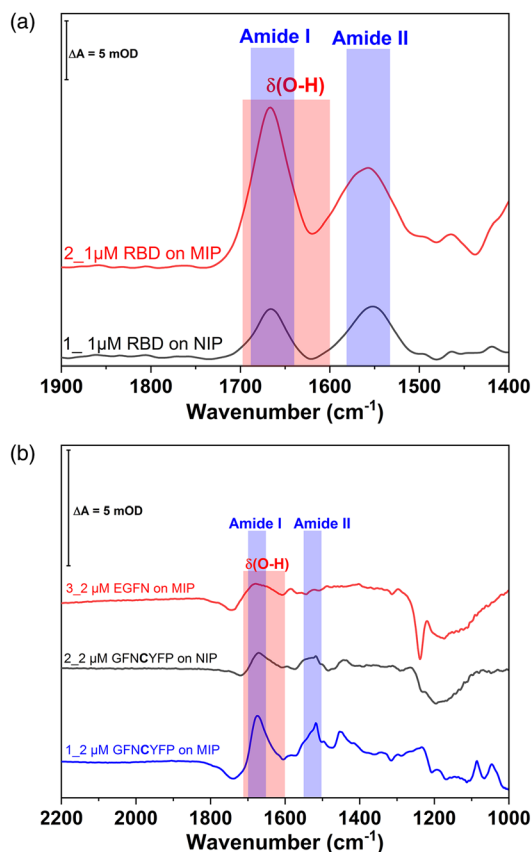 (a)
ΔA = 5 mOD
Amide I Amide II
δ(O-H)
2_1µM RBD on MIP
1_ 1µM RBD on NIP
1900 1800 1700 1600 1500 1400
Wavenumber (cm-1)
(b)
ΔA = 5 mOD
Amide I Amide II
δ(O-H)
3_2 µM EGFN on MIP
2_2 µM GFNCYFP on NIP
1_2 µM GFNCYFP on MIP
2200 2000 1800 1600 1400 1200 1000
Wavenumber (cm-1)